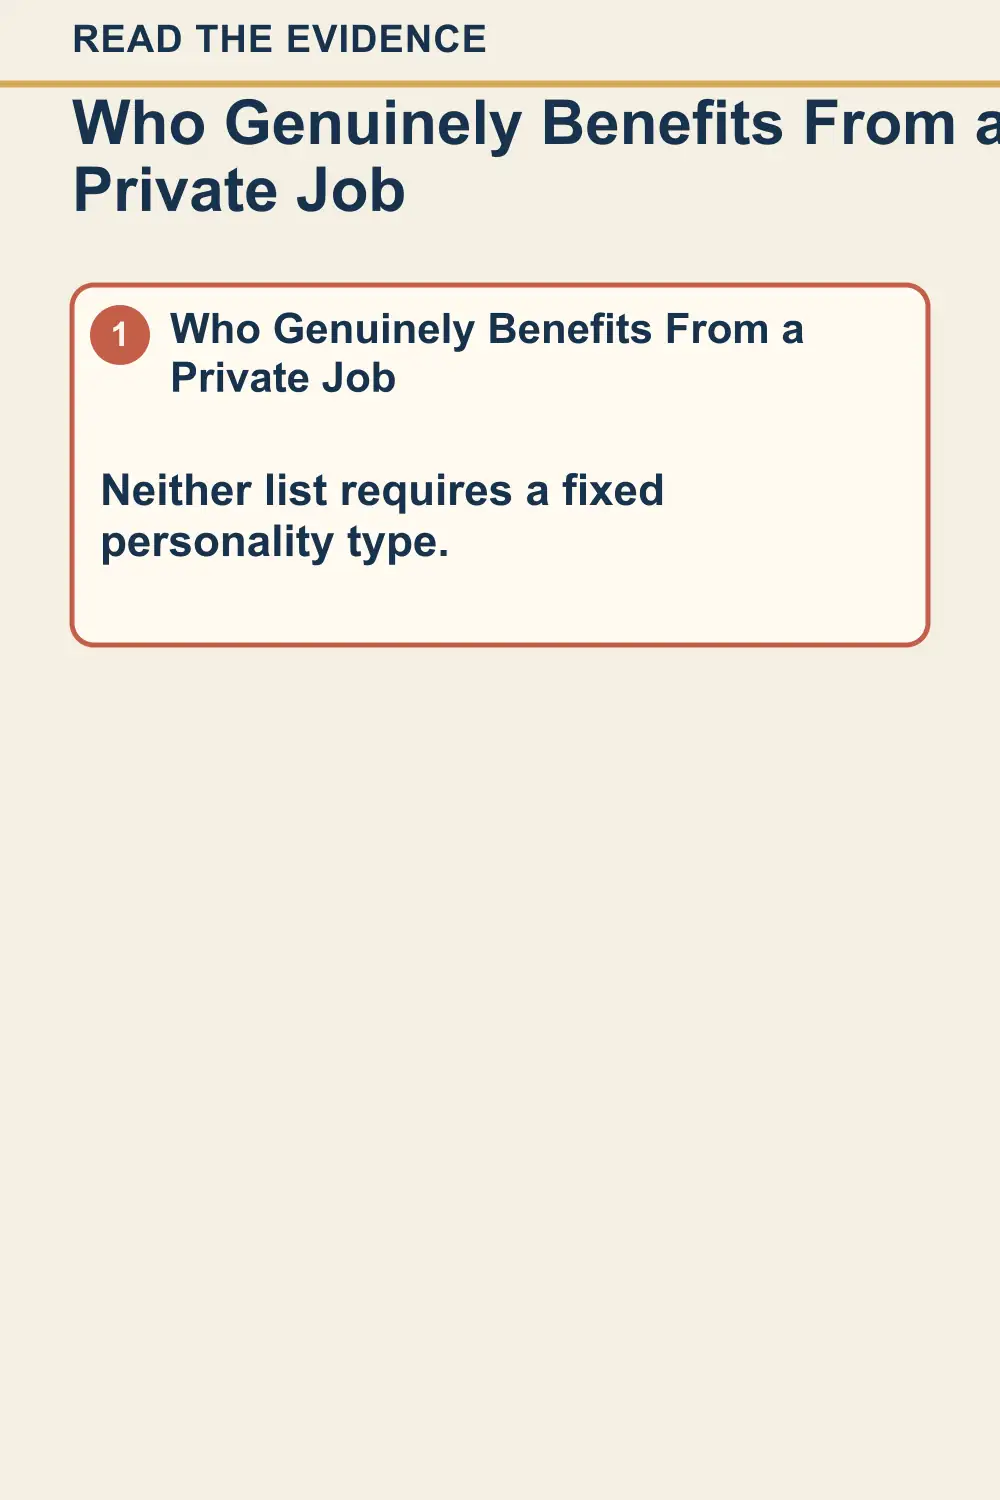 READ THE EVIDENCE
Who Genuinely Benefits From a
Private Job
1
Who Genuinely Benefits From a
Private Job
Neither list requires a fixed
personality type.